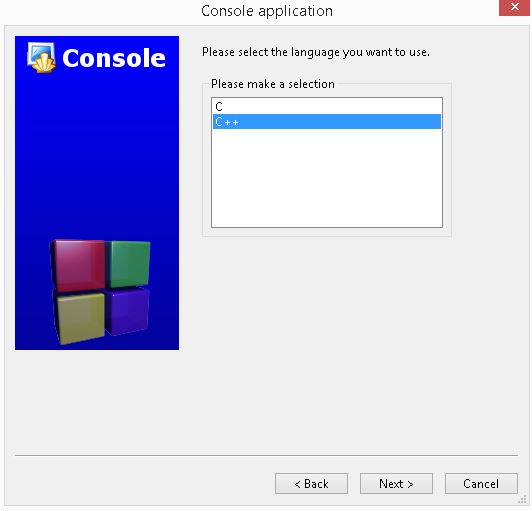 Console application
Console
Please select the language you want to use.
Please make a selection
C
C++
< Back
Next >
Cancel